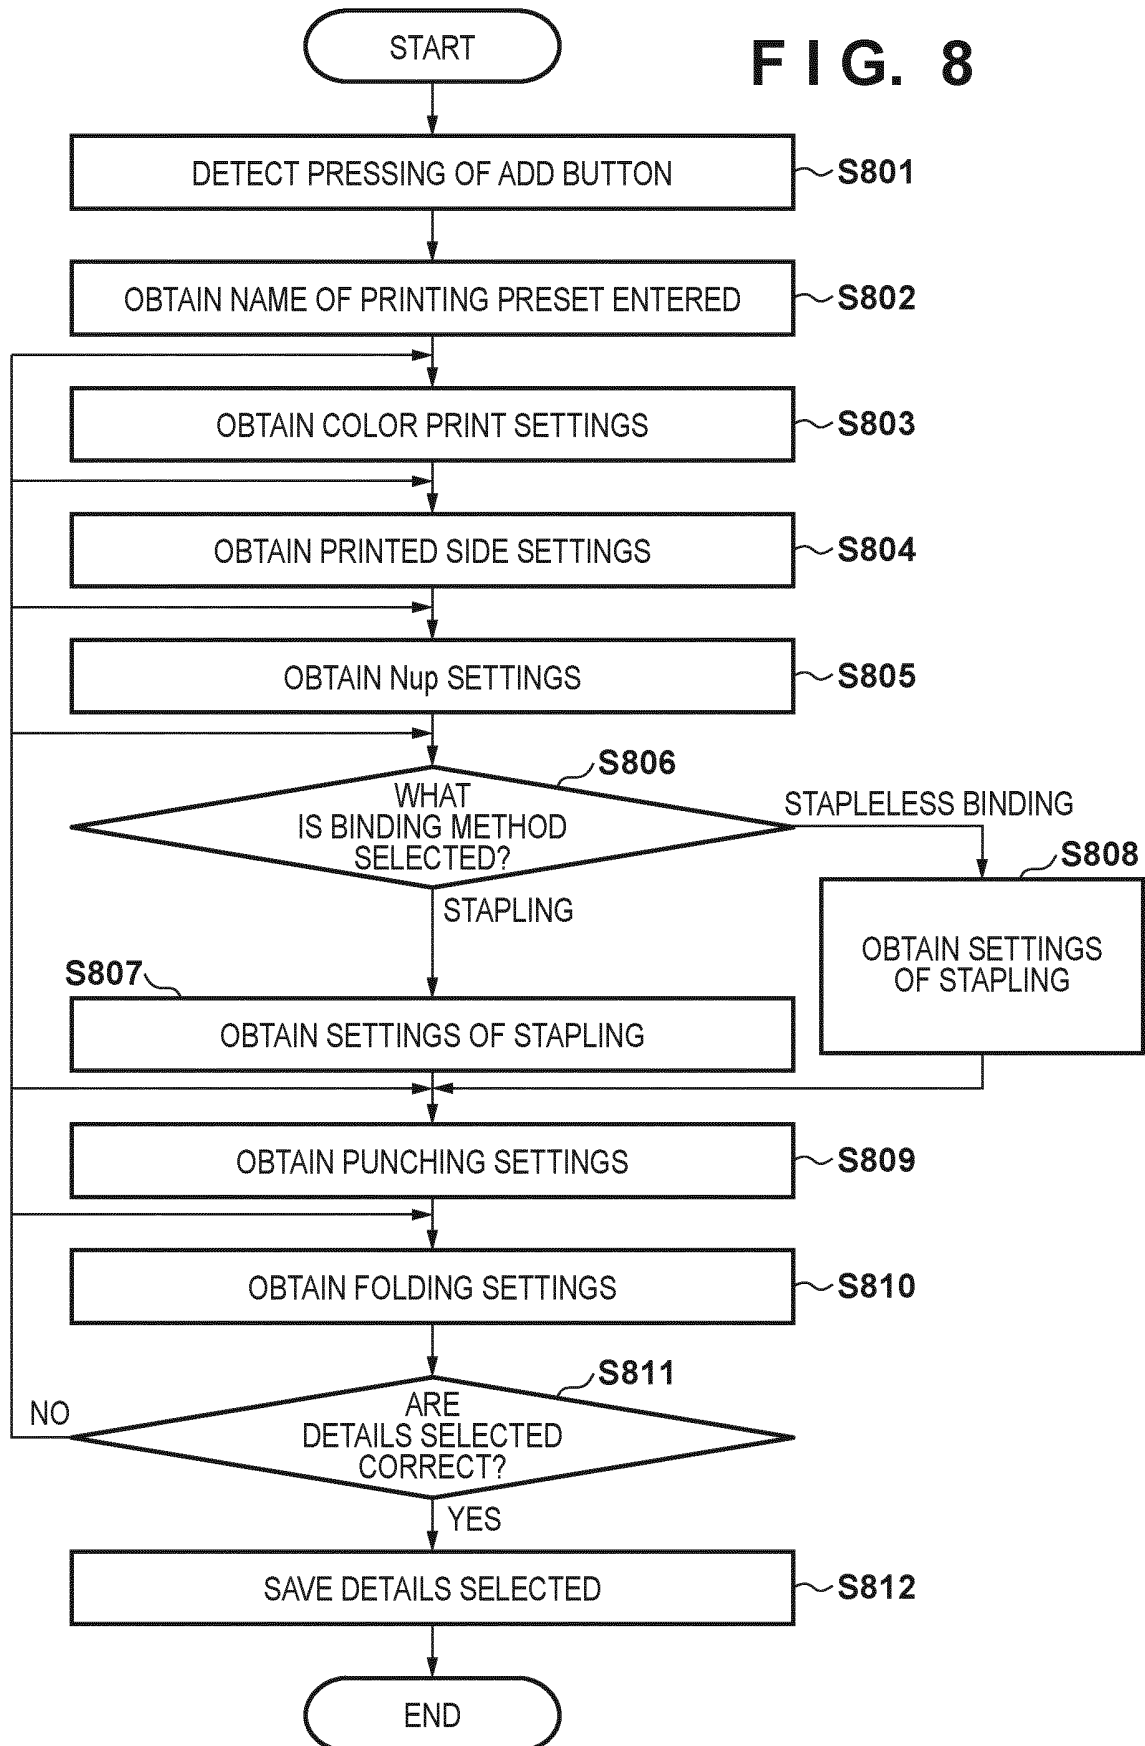 START
F I G. 8
DETECT PRESSING OF ADD BUTTON
S801
OBTAIN NAME OF PRINTING PRESET ENTERED
S802
OBTAIN COLOR PRINT SETTINGS
S803
OBTAIN PRINTED SIDE SETTINGS
S804
OBTAIN Nup SETTINGS
S805
S806
WHAT
IS BINDING METHOD
SELECTED?
STAPLELESS BINDING
STAPLING
S808
OBTAIN SETTINGS
OF STAPLING
S807
OBTAIN SETTINGS OF STAPLING
OBTAIN PUNCHING SETTINGS
S809
OBTAIN FOLDING SETTINGS
S810
S811
ARE
DETAILS SELECTED
CORRECT?
NO
YES
SAVE DETAILS SELECTED
S812
END